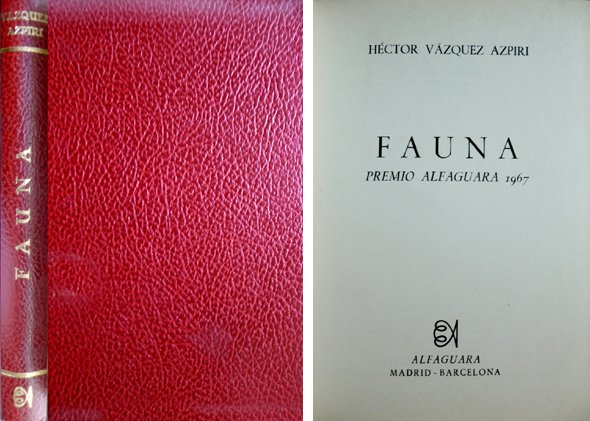 VÁZQUEZ
AZPIRI
FAUNA
HÉCTOR VÁZQUEZ AZPIRI
FAUNA
PREMIO ALFAGUARA 1967
ALFAGUARA
MADRID - BARCELONA